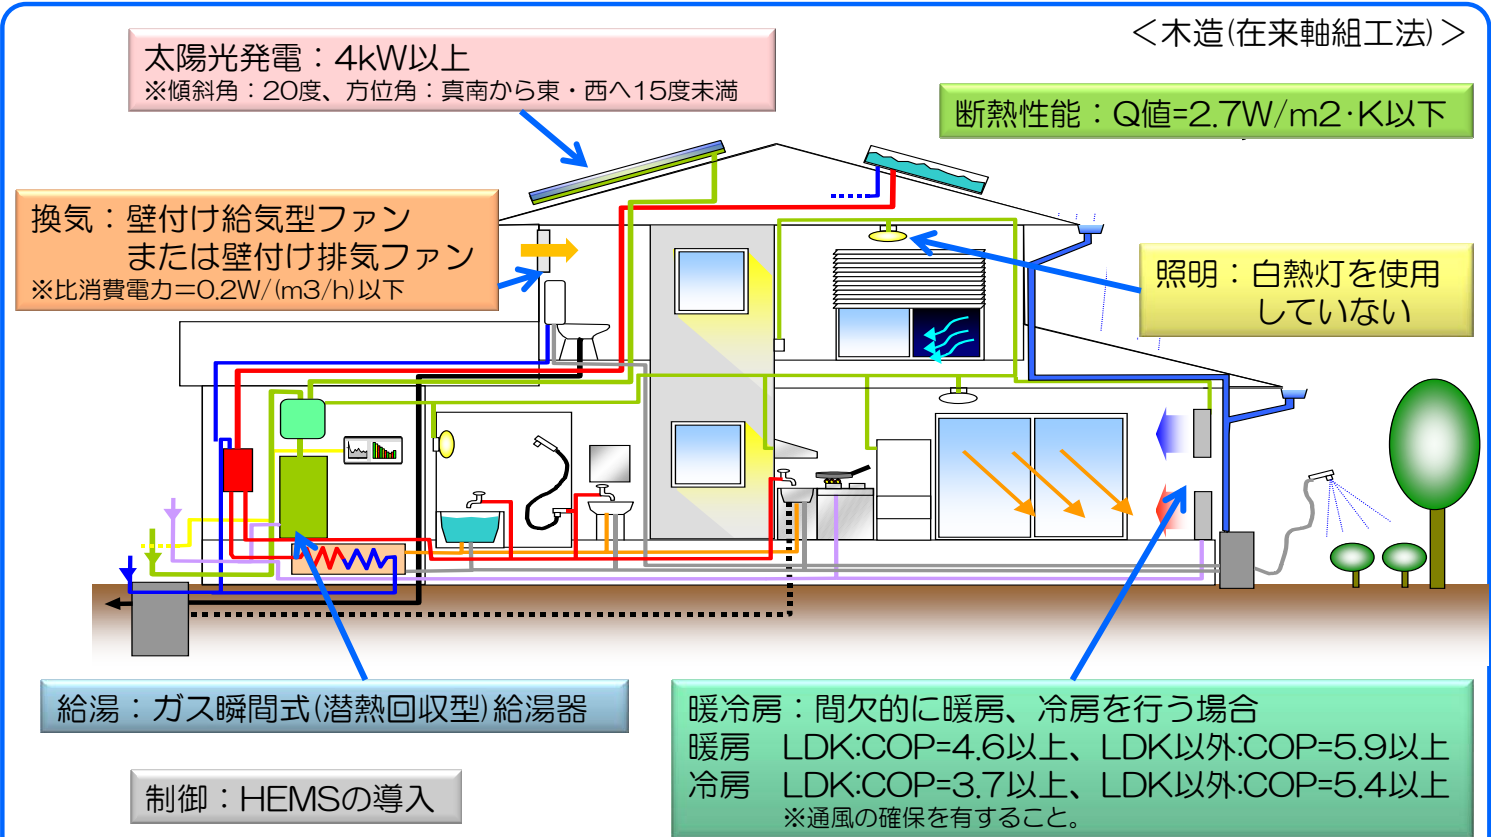 ＜木造(在来軸組工法)＞
太陽光発電：4kW以上
※傾斜角：20度、方位角：真南から東・西へ15度未満
断熱性能：Q値=2.7W/m2･K以下
換気：壁付け給気型ファン
または壁付け排気ファン
※比消費電力=0.2W/(m3/h)以下
照明：白熱灯を使用
していない
給湯：ガス瞬間式(潜熱回収型)給湯器
暖冷房：間欠的に暖房、冷房を行う場合
暖房　LDK:COP=4.6以上、LDK以外:COP=5.9以上
冷房　LDK:COP=3.7以上、LDK以外:COP=5.4以上
※通風の確保を有すること。
制御：HEMSの導入